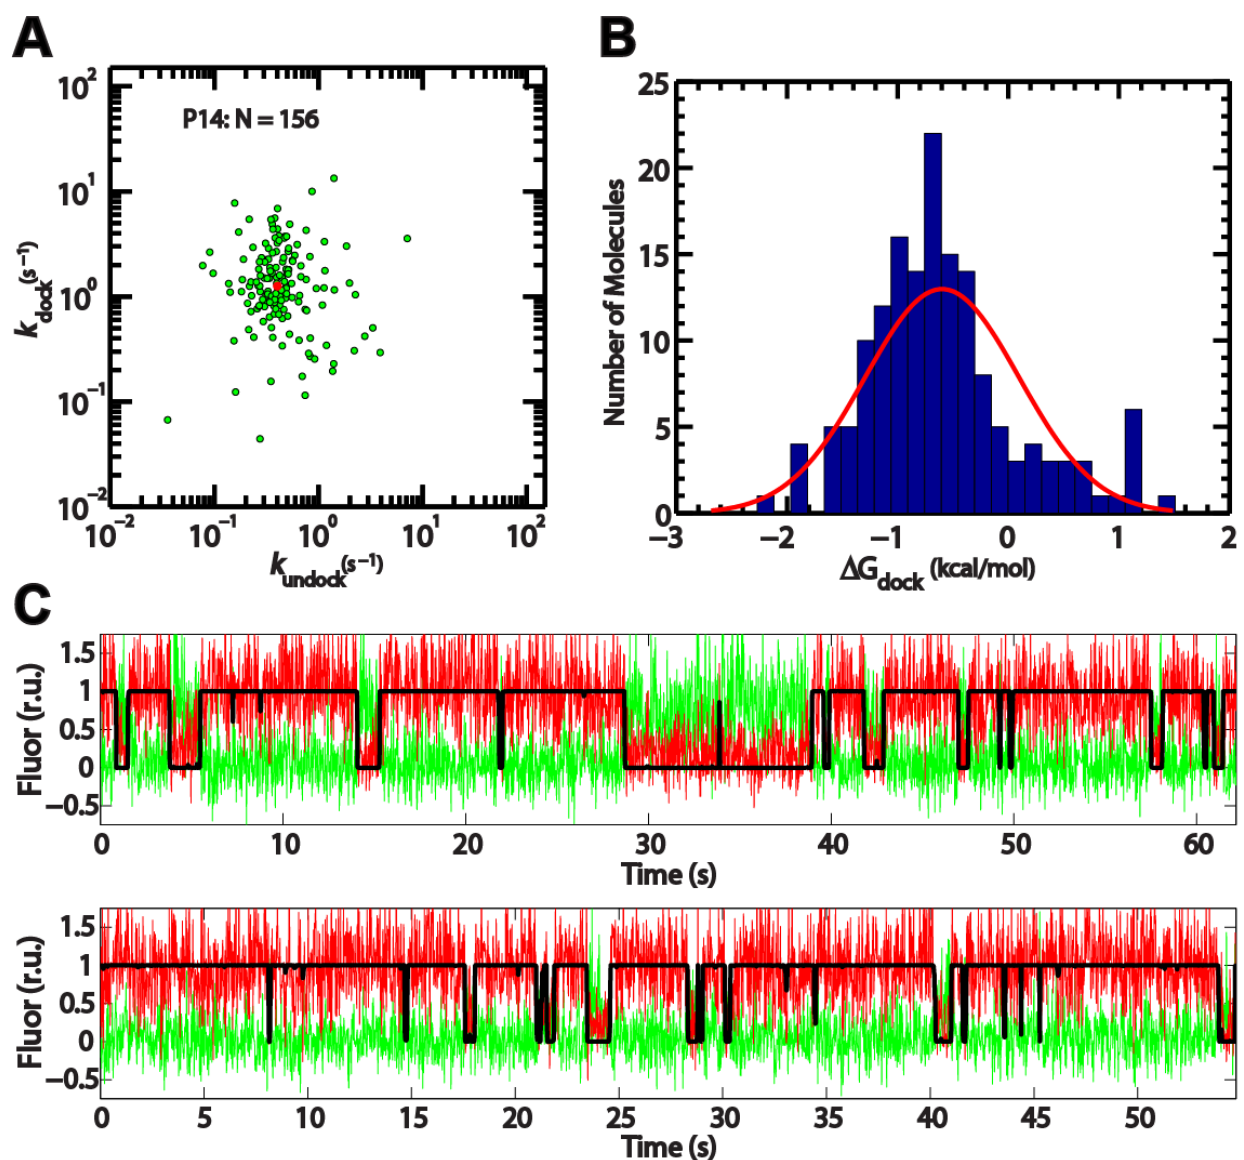 A
B
10² 10¹ 10⁰ 10⁻¹ 10⁻²
k_dock (s⁻¹)
P14: N = 156
10⁻² 10⁻¹ 10⁰ 10¹ 10²
k_undock (s⁻¹)
25 20 15 10 5 0
Number of Molecules
−3 −2 −1 0 1 2
ΔG_dock (kcal/mol)
C
1.5 1 0.5 0 −0.5
Fluor (r.u.)
0 10 20 30 40 50 60
Time (s)
1.5 1 0.5 0 −0.5
Fluor (r.u.)
0 5 10 15 20 25 30 35 40 45 50
Time (s)